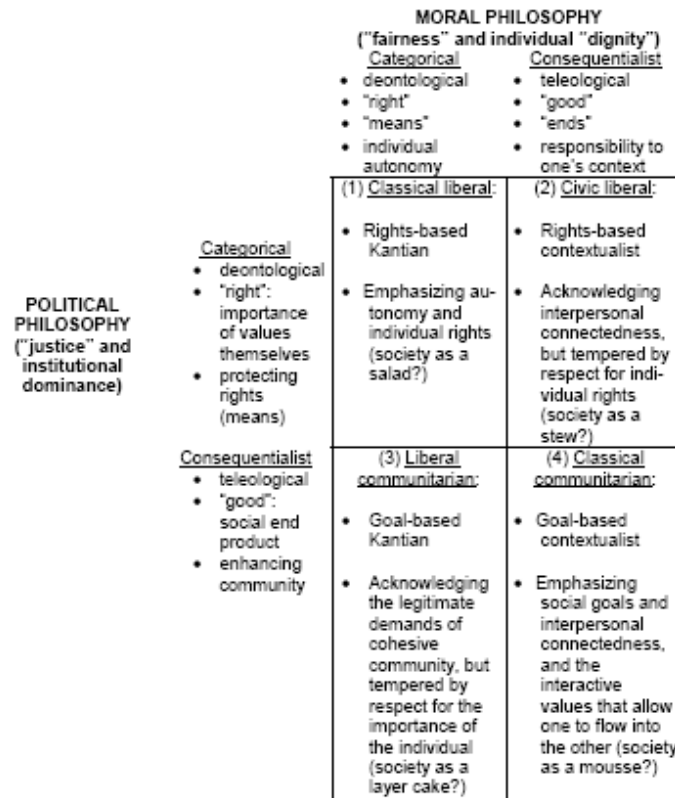 MORAL PHILOSOPHY
("fairness" and individual "dignity")
Categorical
• deontological
• "right"
• "means"
• individual
autonomy
Consequentialist
• teleological
• "good"
• "ends"
• responsibility to
one's context
POLITICAL
PHILOSOPHY
("justice" and
institutional
dominance)
Categorical
• deontological
• "right":
importance
of values
themselves
• protecting
rights
(means)
(1) Classical liberal:
• Rights-based
Kantian
• Emphasizing au-
tonomy and
individual rights
(society as a
salad?)
(2) Civic liberal:
• Rights-based
contextualist
• Acknowledging
interpersonal
connectedness,
but tempered by
respect for indi-
vidual rights
(society as a
stew?)
Consequentialist
• teleological
• "good":
social end
product
• enhancing
community
(3) Liberal
communitarian:
• Goal-based
Kantian
• Acknowledging
the legitimate
demands of
cohesive
community, but
tempered by
respect for the
importance of
the individual
(society as a
layer cake?)
(4) Classical
communitarian:
• Goal-based
contextualist
• Emphasizing
social goals and
interpersonal
connectedness,
and the
interactive
values that allow
one to flow into
the other (society
as a mousse?)